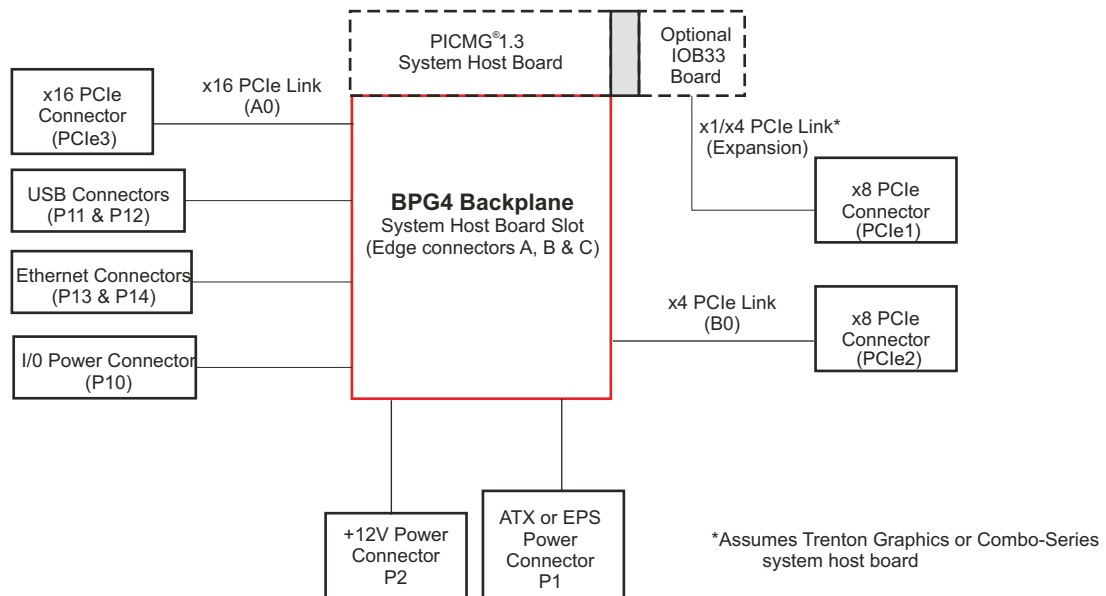 PICMG®1.3
System Host Board
Optional
IOB33
Board
x16 PCIe
Connector
(PCIe3)
x16 PCIe Link
(A0)
x1/x4 PCIe Link*
(Expansion)
USB Connectors
(P11 & P12)
BPG4 Backplane
System Host Board Slot
(Edge connectors A, B & C)
x8 PCIe
Connector
(PCIe1)
Ethernet Connectors
(P13 & P14)
x4 PCIe Link
(B0)
x8 PCIe
Connector
(PCIe2)
I/0 Power Connector
(P10)
+12V Power
Connector
P2
ATX or EPS
Power
Connector
P1
*Assumes Trenton Graphics or Combo-Series
system host board